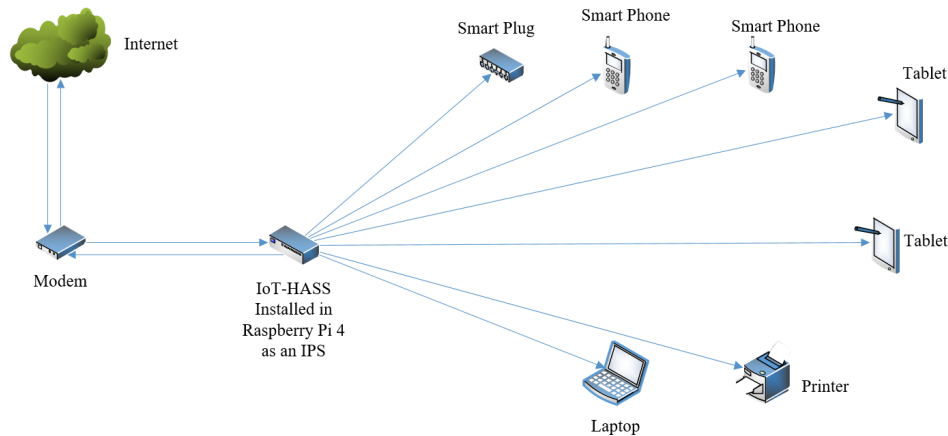 Internet
Smart Plug
Smart Phone
Smart Phone
Tablet
Tablet
Modem
IoT-HASS
Installed in
Raspberry Pi 4
as an IPS
Printer
Laptop